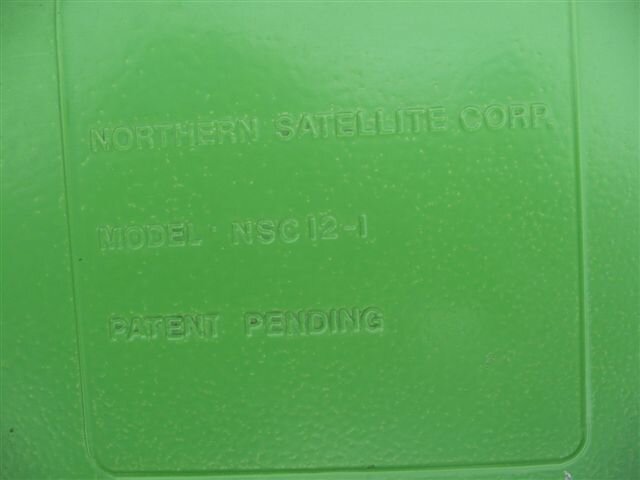 NORTHERN SATELLITE CORP.
MODEL NSC12-1
PATENT PENDING